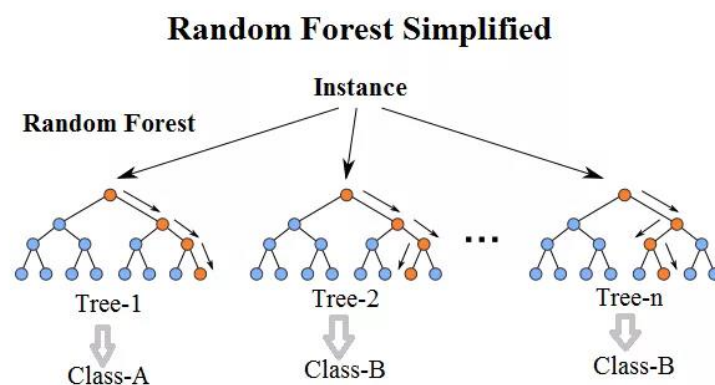 Random Forest Simplified
Instance
Random Forest
...
Tree-1
Tree-2
Tree-n
Class-A
Class-B
Class-B